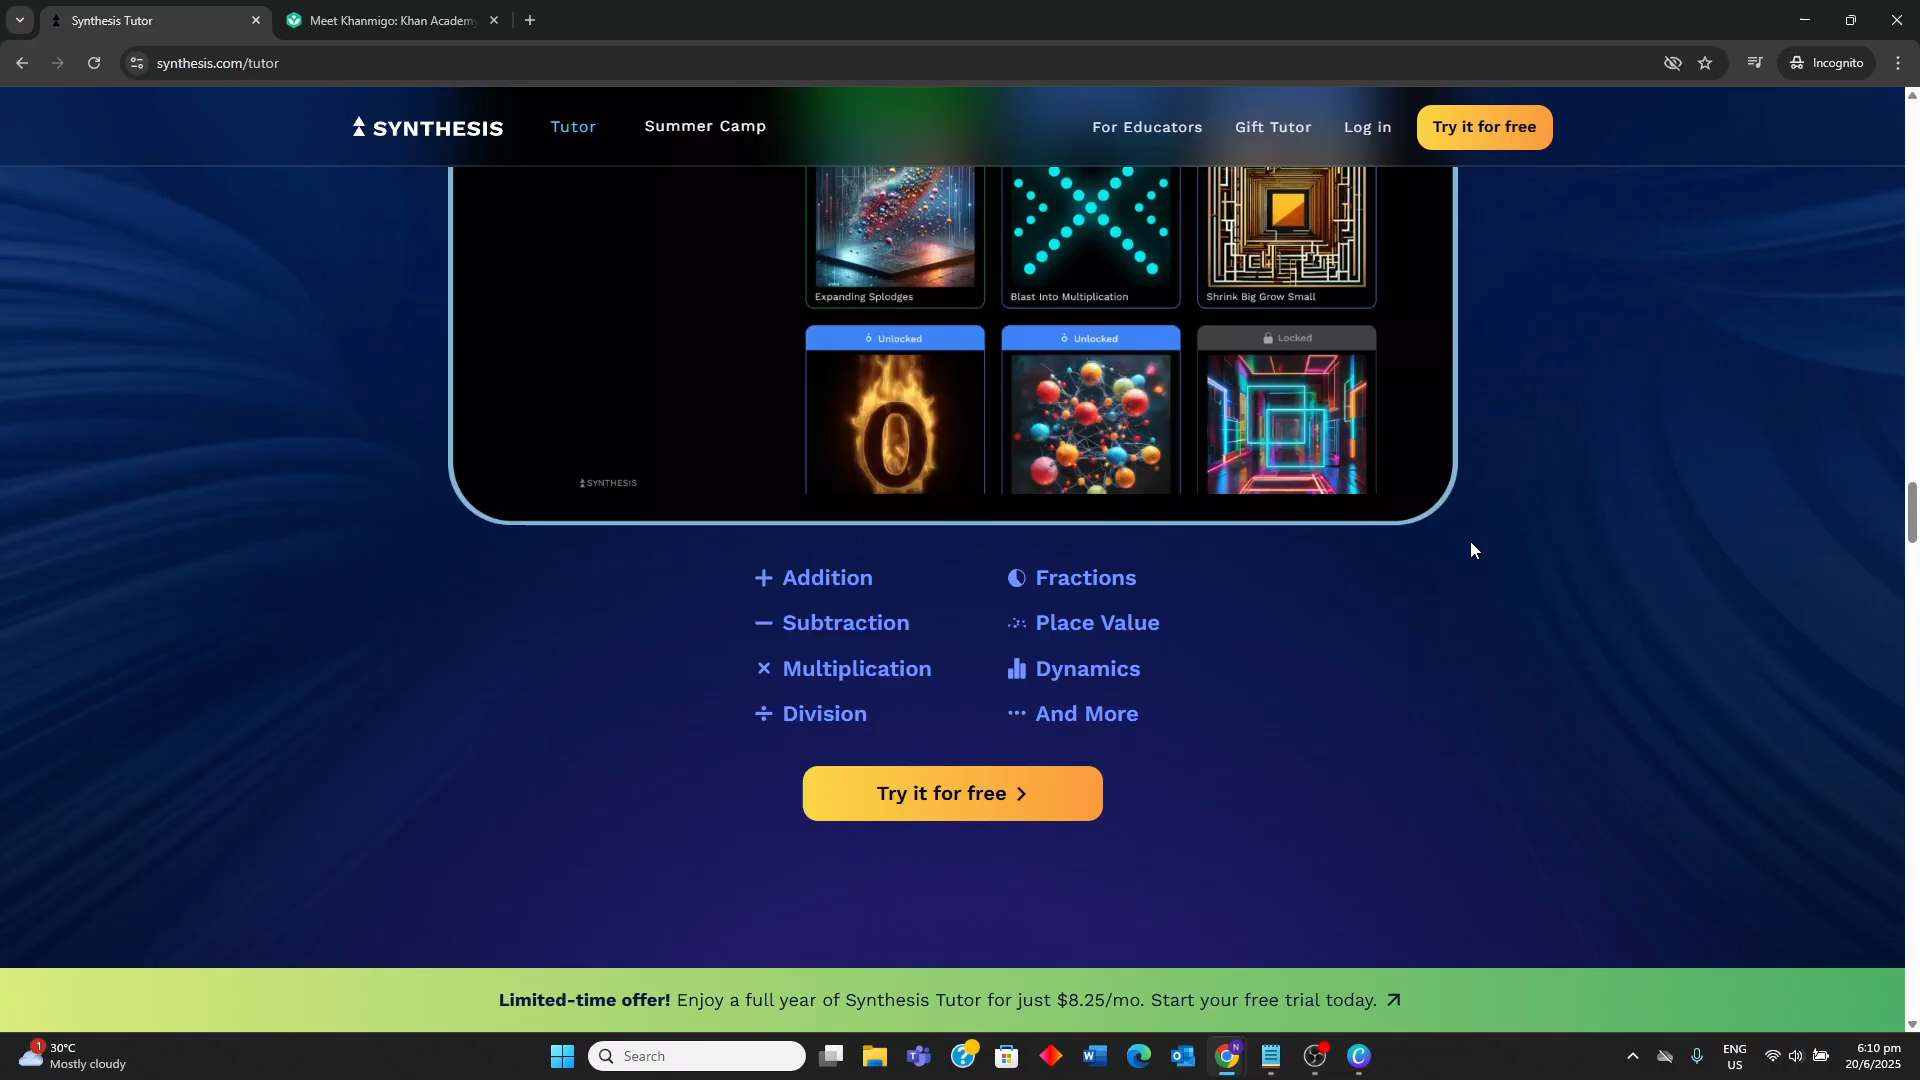 Synthesis Tutor
Meet Khanmigo: Khan Academy
synthesis.com/tutor
Incognito
SYNTHESIS
Tutor
Summer Camp
For Educators
Gift Tutor
Log in
Try it for free
Expanding Splodges
Blast Into Multiplication
Shrink Big Grow Small
Unlocked
Unlocked
Locked
SYNTHESIS
Addition
Fractions
Subtraction
Place Value
Multiplication
Dynamics
Division
And More
Try it for free
Limited-time offer! Enjoy a full year of Synthesis Tutor for just $8.25/mo. Start your free trial today.
1
30°C
Mostly cloudy
Search
ENG
US
6:10 pm
20/6/2025